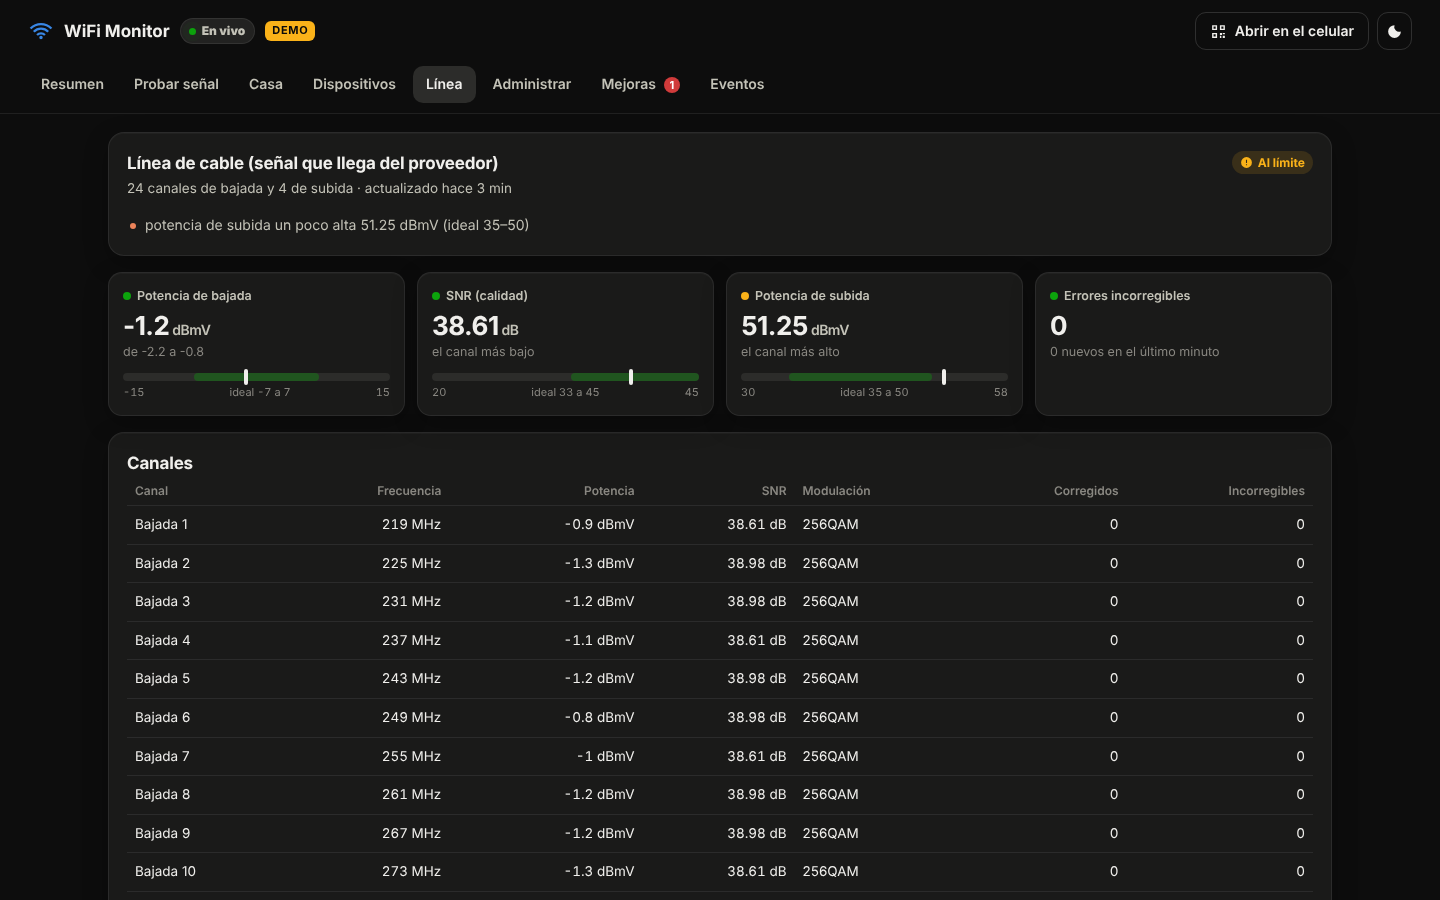 WiFi Monitor En vivo DEMO Abrir en el celular
Resumen Probar señal Casa Dispositivos Línea Administrar Mejoras 1 Eventos
Línea de cable (señal que llega del proveedor) Al límite
24 canales de bajada y 4 de subida · actualizado hace 3 min
potencia de subida un poco alta 51.25 dBmV (ideal 35–50)
Potencia de bajada
-1.2 dBmV
de -2.2 a -0.8
-15 ideal -7 a 7 15
SNR (calidad)
38.61 dB
el canal más bajo
20 ideal 33 a 45 45
Potencia de subida
51.25 dBmV
el canal más alto
30 ideal 35 a 50 58
Errores incorregibles
0
0 nuevos en el último minuto
Canales
Canal Frecuencia Potencia SNR Modulación Corregidos Incorregibles
Bajada 1 219 MHz -0.9 dBmV 38.61 dB 256QAM 0 0
Bajada 2 225 MHz -1.3 dBmV 38.98 dB 256QAM 0 0
Bajada 3 231 MHz -1.2 dBmV 38.98 dB 256QAM 0 0
Bajada 4 237 MHz -1.1 dBmV 38.61 dB 256QAM 0 0
Bajada 5 243 MHz -1.2 dBmV 38.98 dB 256QAM 0 0
Bajada 6 249 MHz -0.8 dBmV 38.98 dB 256QAM 0 0
Bajada 7 255 MHz -1 dBmV 38.61 dB 256QAM 0 0
Bajada 8 261 MHz -1.2 dBmV 38.98 dB 256QAM 0 0
Bajada 9 267 MHz -1.2 dBmV 38.98 dB 256QAM 0 0
Bajada 10 273 MHz -1.3 dBmV 38.61 dB 256QAM 0 0